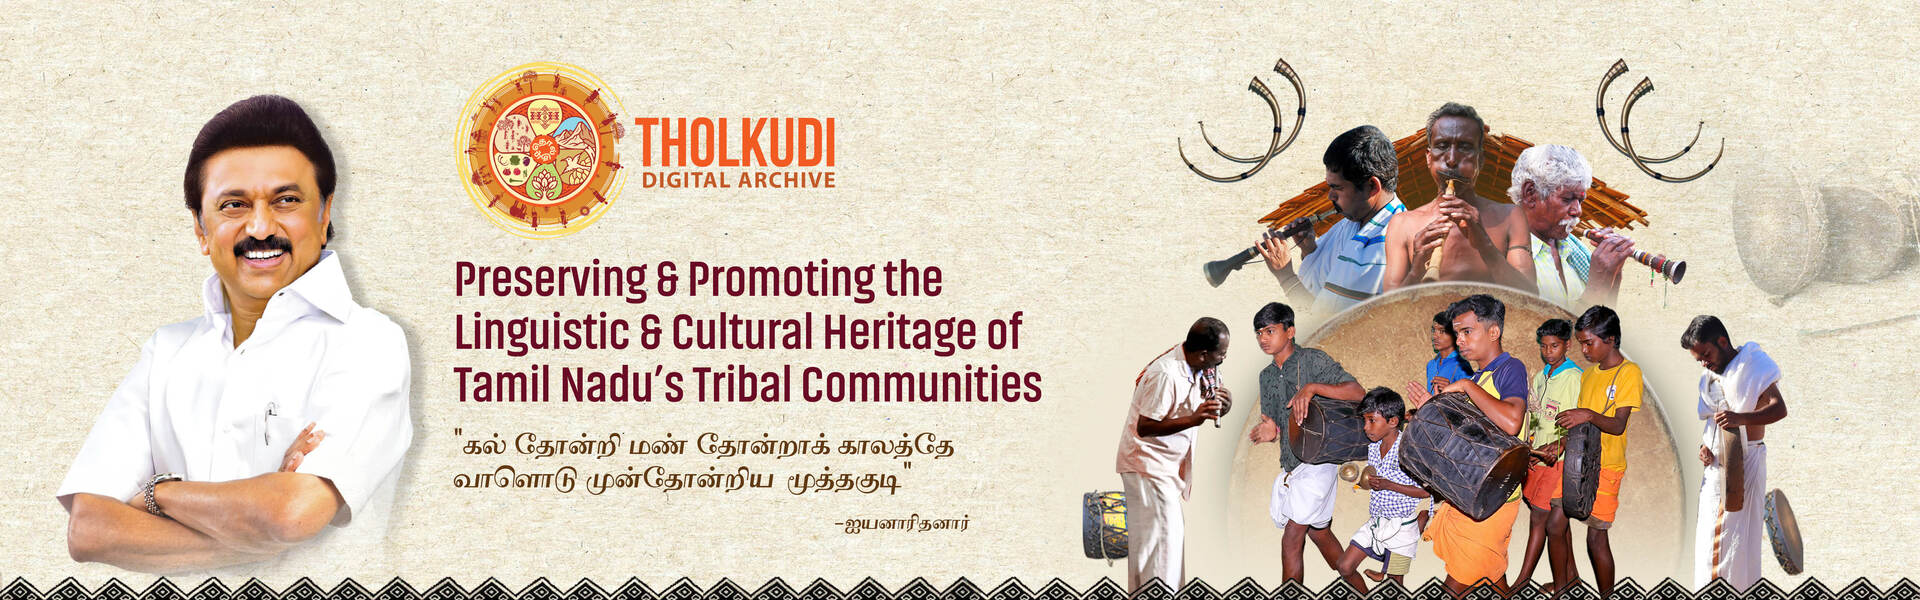 THOLKUDI
DIGITAL ARCHIVE
Preserving & Promoting the
Linguistic & Cultural Heritage of
Tamil Nadu’s Tribal Communities
"கல் தோன்றி மண் தோன்றாக் காலத்தே
வாளொடு முன்தோன்றிய மூத்தகுடி"
-ஐயனாரிதனார்